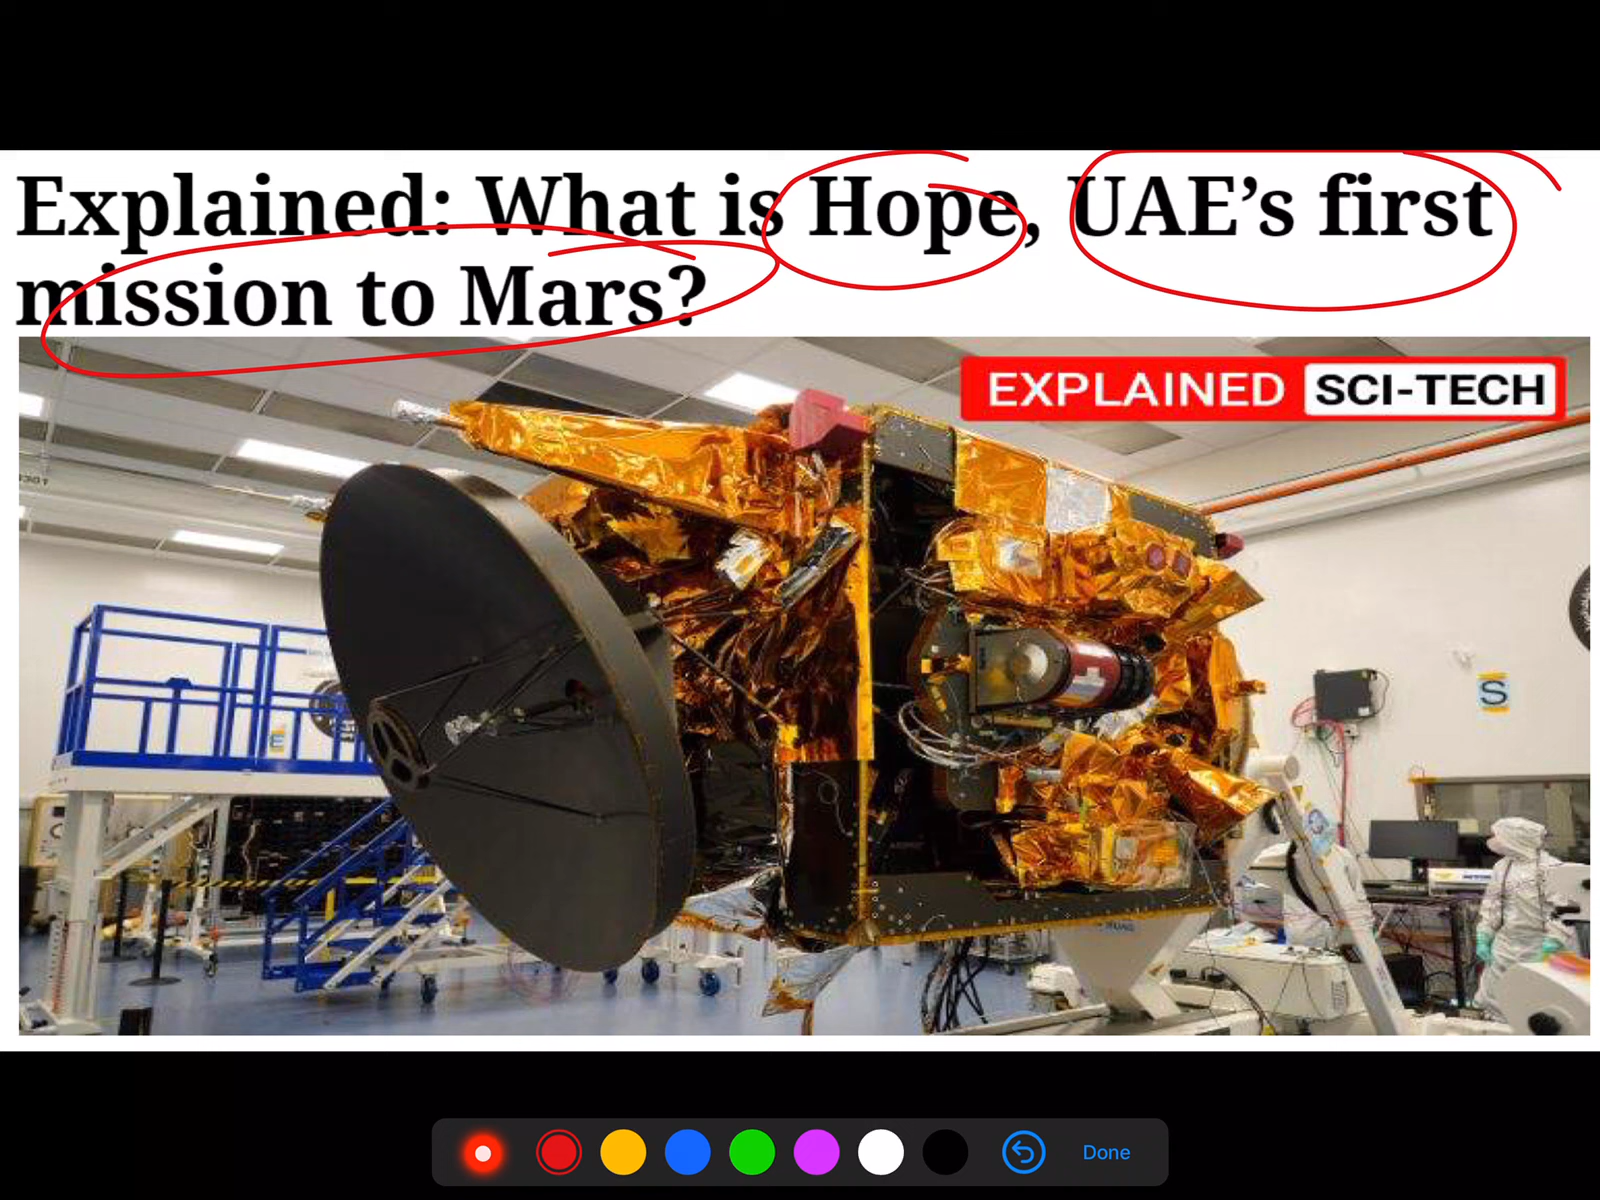 Explained: What is Hope, UAE’s first
mission to Mars?
EXPLAINED SCI-TECH
S
E
Done